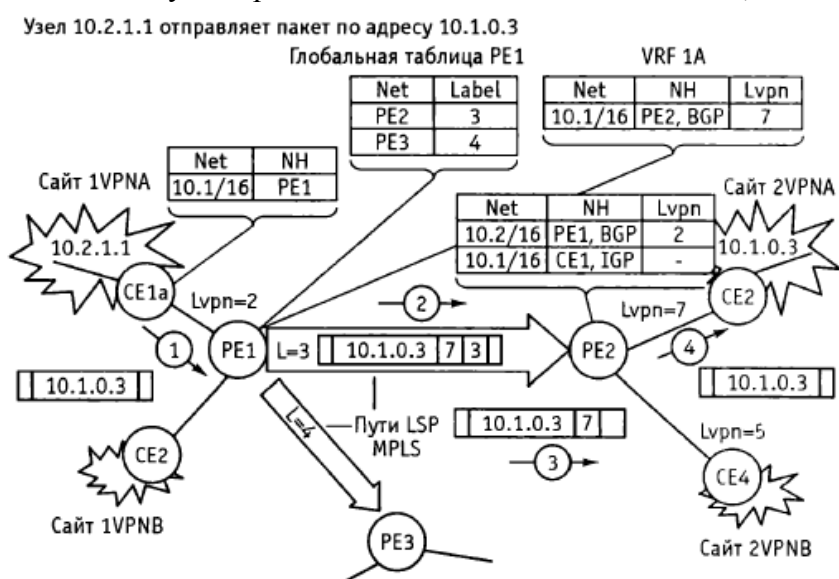 Узел 10.2.1.1 отправляет пакет по адресу 10.1.0.3
Глобальная таблица PE1
Net Label
PE2 3
PE3 4
VRF 1A
Net NH Lvpn
10.1/16 PE2, BGP 7
Net NH
10.1/16 PE1
Сайт 1VPNA
10.2.1.1
CE1a
Lvpn=2
Net NH Lvpn
10.2/16 PE1, BGP 2
10.1/16 CE1, IGP -
Сайт 2VPNA
10.1.0.3
CE2
Lvpn=7
1
2
PE1
L=3 10.1.0.3 7 3
PE2
4
10.1.0.3
L=4
Пути LSP
MPLS
10.1.0.3 7
3
10.1.0.3
Lvpn=5
CE2
Сайт 1VPNB
PE3
CE4
Сайт 2VPNB